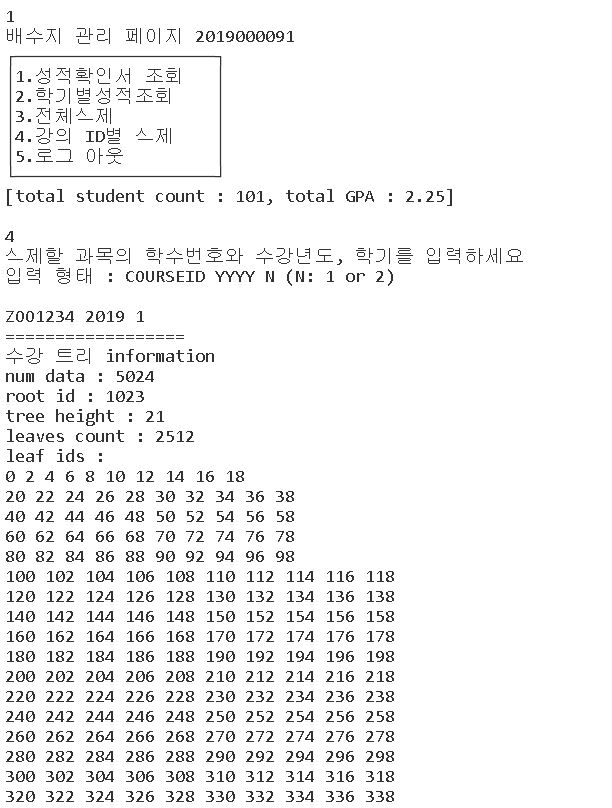 1
배수지 관리 페이지 2019000091
1.성적확인서 조회
2.학기별성적조회
3.전체스제
4.강의 ID별 스제
5.로그 아웃
[total student count : 101, total GPA : 2.25]
4
스제할 과목의 학수번호와 수강년도, 학기를 입력하세요
입력 형태 : COURSEID YYYY N (N: 1 or 2)
ZOO1234 2019 1
==================
수강 트리 information
num data : 5024
root id : 1023
tree height : 21
leaves count : 2512
leaf ids :
0 2 4 6 8 10 12 14 16 18
20 22 24 26 28 30 32 34 36 38
40 42 44 46 48 50 52 54 56 58
60 62 64 66 68 70 72 74 76 78
80 82 84 86 88 90 92 94 96 98
100 102 104 106 108 110 112 114 116 118
120 122 124 126 128 130 132 134 136 138
140 142 144 146 148 150 152 154 156 158
160 162 164 166 168 170 172 174 176 178
180 182 184 186 188 190 192 194 196 198
200 202 204 206 208 210 212 214 216 218
220 222 224 226 228 230 232 234 236 238
240 242 244 246 248 250 252 254 256 258
260 262 264 266 268 270 272 274 276 278
280 282 284 286 288 290 292 294 296 298
300 302 304 306 308 310 312 314 316 318
320 322 324 326 328 330 332 334 336 338